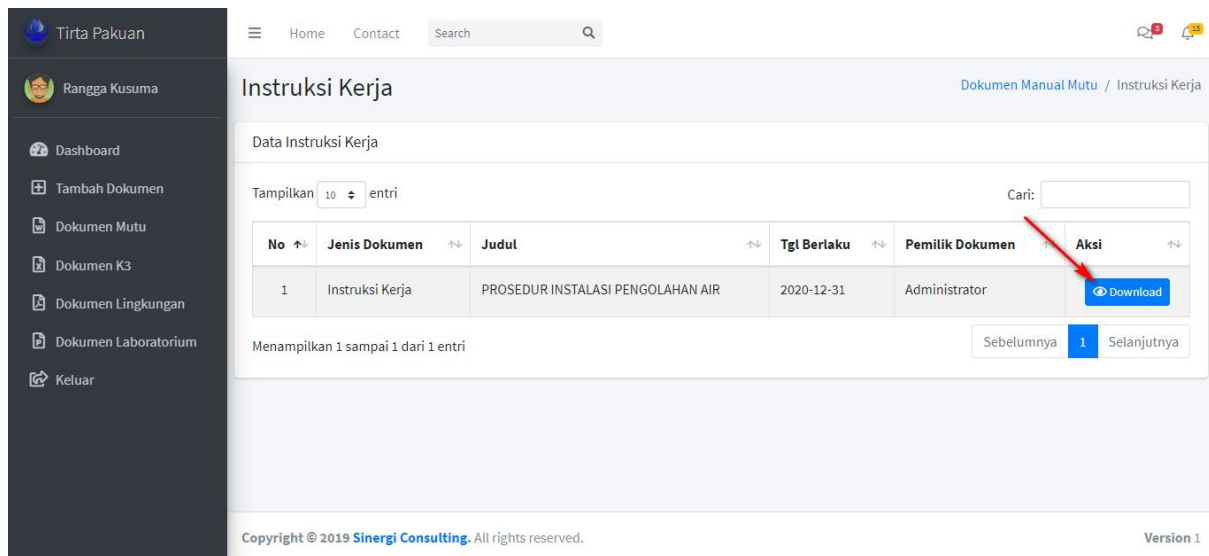 Tirta Pakuan
Home Contact Search
3 15
Rangga Kusuma
Dashboard
Tambah Dokumen
Dokumen Mutu
Dokumen K3
Dokumen Lingkungan
Dokumen Laboratorium
Keluar
Instruksi Kerja
Dokumen Manual Mutu / Instruksi Kerja
Data Instruksi Kerja
Tampilkan 10 entri
Cari:
No Jenis Dokumen Judul Tgl Berlaku Pemilik Dokumen Aksi
1 Instruksi Kerja PROSEDUR INSTALASI PENGOLAHAN AIR 2020-12-31 Administrator Download
Menampilkan 1 sampai 1 dari 1 entri
Sebelumnya 1 Selanjutnya
Copyright © 2019 Sinergi Consulting. All rights reserved.
Version 1